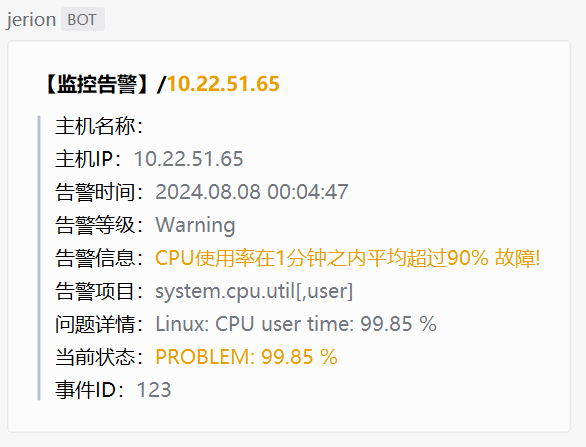 jerion BOT
【监控告警】/10.22.51.65
主机名称：
主机IP：10.22.51.65
告警时间：2024.08.08 00:04:47
告警等级：Warning
告警信息：CPU使用率在1分钟之内平均超过90% 故障!
告警项目：system.cpu.util[,user]
问题详情：Linux: CPU user time: 99.85 %
当前状态：PROBLEM: 99.85 %
事件ID：123